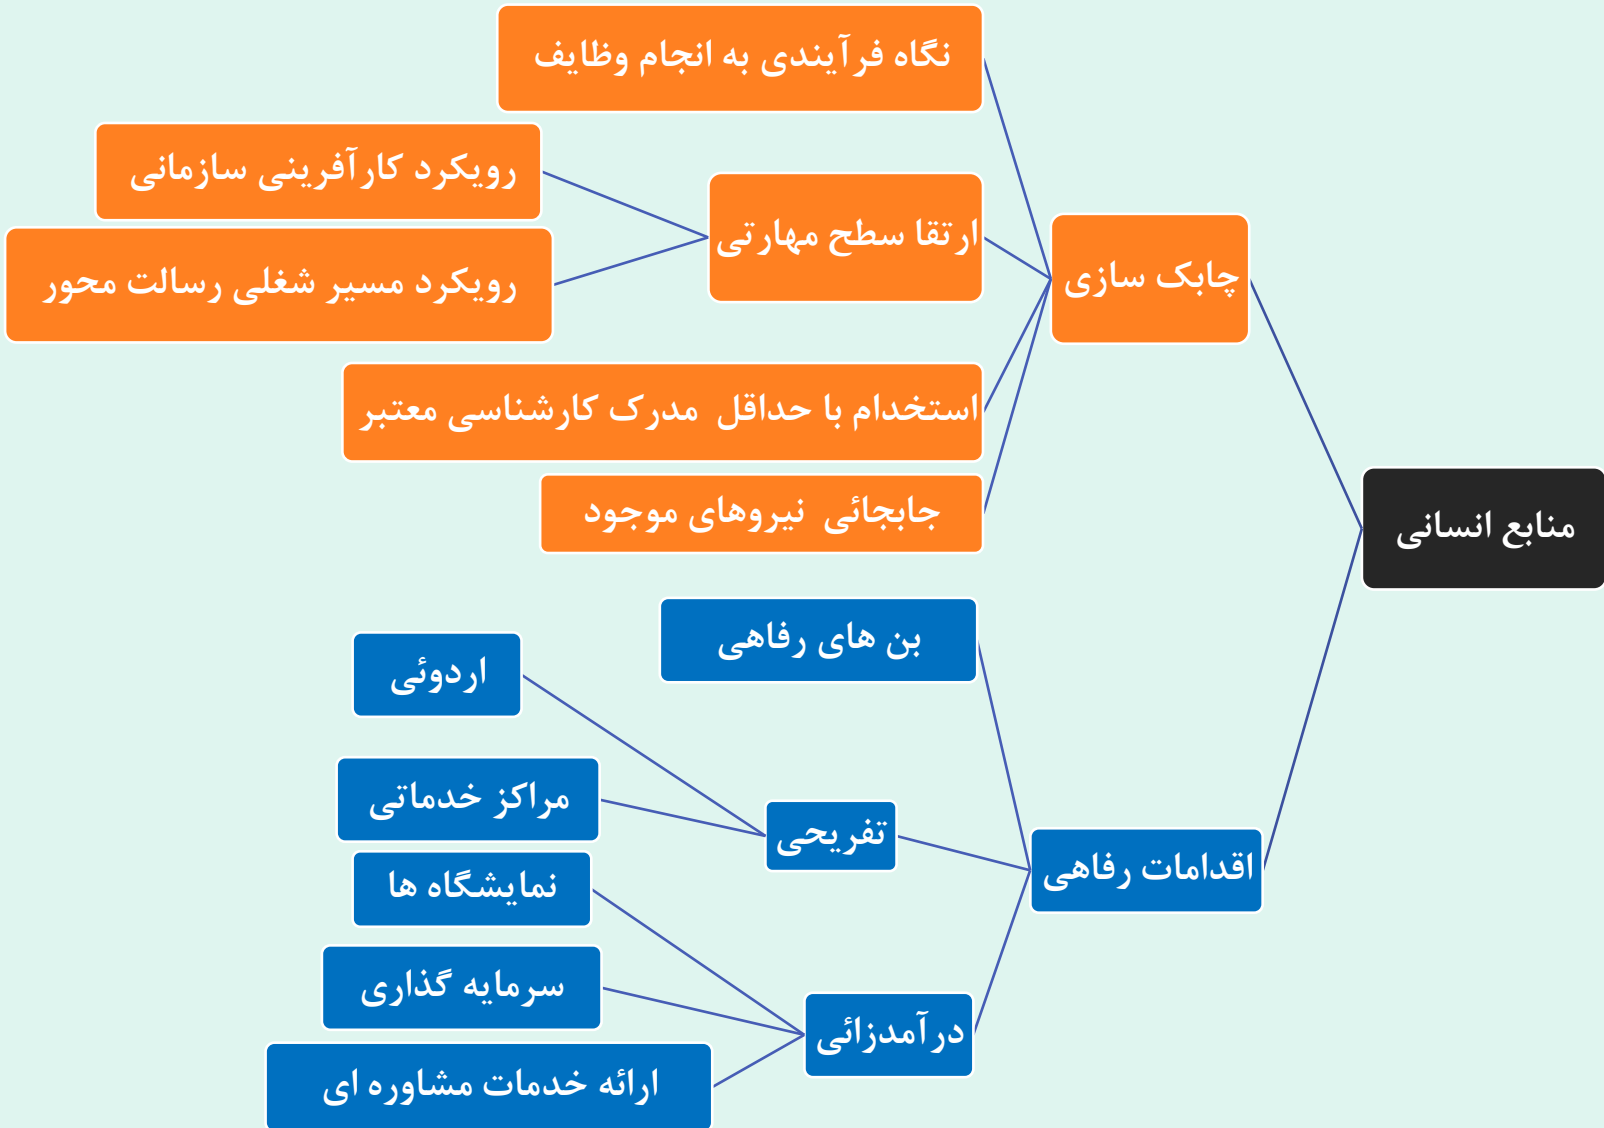 منابع انسانی
چابک سازی
نگاه فرآیندی به انجام وظایف
ارتقا سطح مهارتی
رویکرد کارآفرینی سازمانی
رویکرد مسیر شغلی رسالت محور
استخدام با حداقل مدرک کارشناسی معتبر
جابجائی نیروهای موجود
اقدامات رفاهی
بن های رفاهی
تفریحی
اردوئی
مراکز خدماتی
درآمدزائی
نمایشگاه ها
سرمایه گذاری
ارائه خدمات مشاوره ای